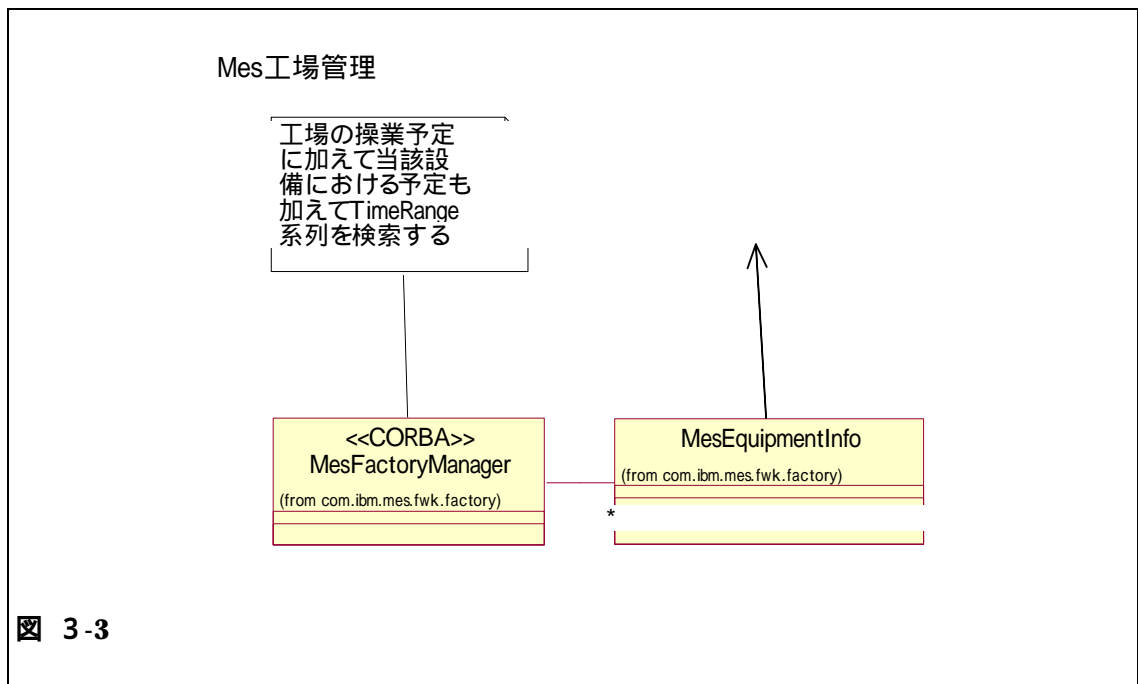 Mes工場管理
工場の操業予定
に加えて当該設
備における予定も
加えてTimeRange
系列を検索する
<<CORBA>>
MesFactoryManager
(from com.ibm.mes.fwk.factory)
MesEquipmentInfo
(from com.ibm.mes.fwk.factory)
*
図 3-3